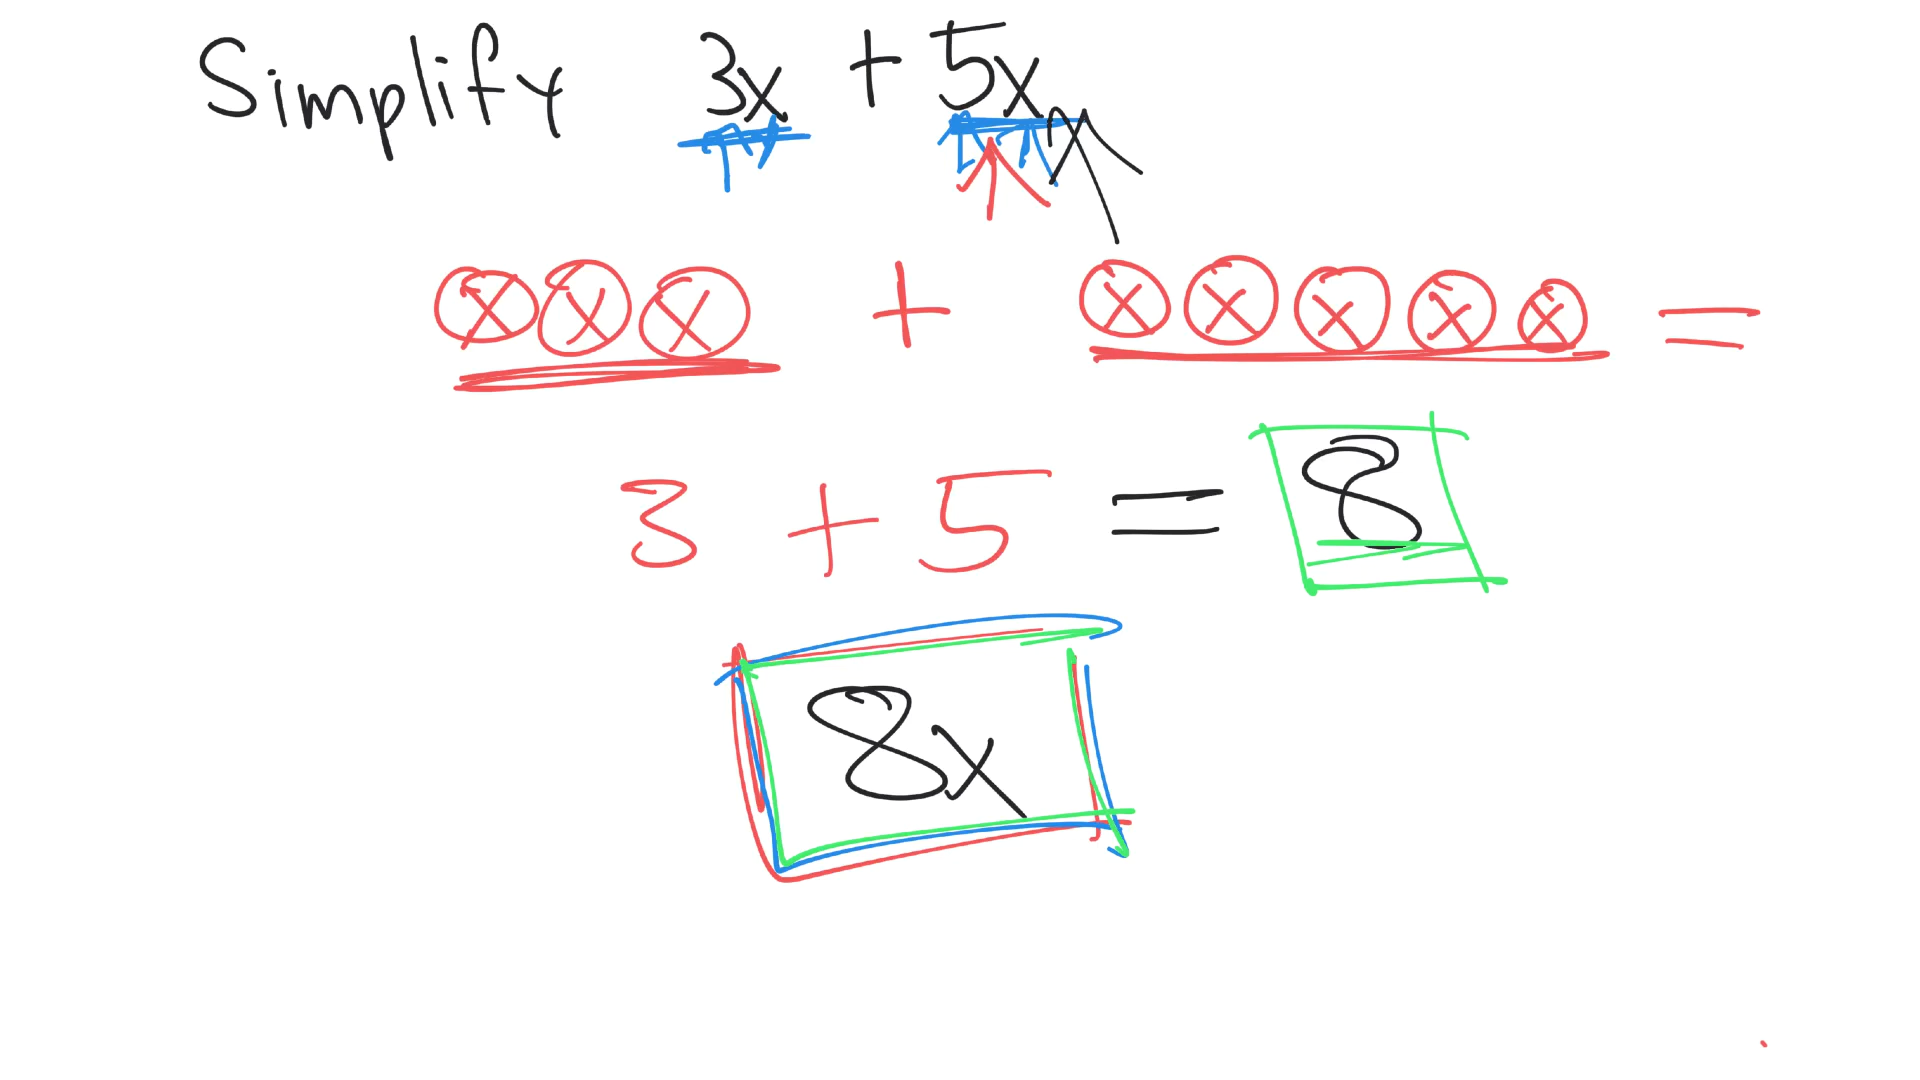 Simplify 3x + 5x
x x x + x x x x x =
3 + 5 = 8
8x